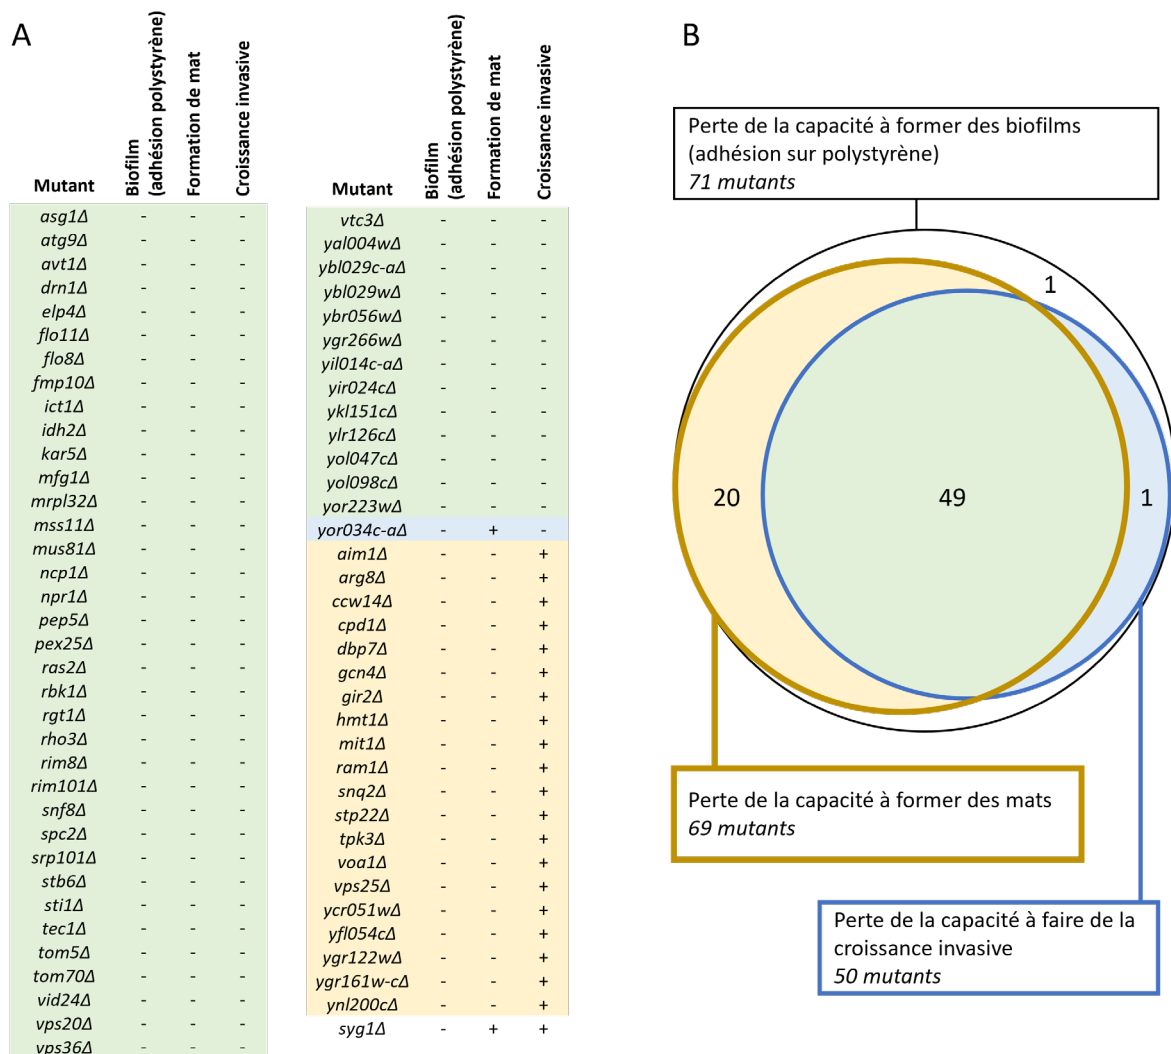 A
Mutant Biofilm (adhésion polystyrène) Formation de mat Croissance invasive
asg1Δ - - -
atg9Δ - - -
avt1Δ - - -
drn1Δ - - -
elp4Δ - - -
flo11Δ - - -
flo8Δ - - -
fmp10Δ - - -
ict1Δ - - -
idh2Δ - - -
kar5Δ - - -
mfg1Δ - - -
mrpl32Δ - - -
mss11Δ - - -
mus81Δ - - -
ncp1Δ - - -
npr1Δ - - -
pep5Δ - - -
pex25Δ - - -
ras2Δ - - -
rbk1Δ - - -
rgt1Δ - - -
rho3Δ - - -
rim8Δ - - -
rim101Δ - - -
snf8Δ - - -
spc2Δ - - -
srp101Δ - - -
stb6Δ - - -
sti1Δ - - -
tec1Δ - - -
tom5Δ - - -
tom70Δ - - -
vid24Δ - - -
vps20Δ - - -
vps36Δ - - -
Mutant Biofilm (adhésion polystyrène) Formation de mat Croissance invasive
vtc3Δ - - -
yal004wΔ - - -
ybl029c-aΔ - - -
ybl029wΔ - - -
ybr056wΔ - - -
ygr266wΔ - - -
yil014c-aΔ - - -
yir024cΔ - - -
ykl151cΔ - - -
ylr126cΔ - - -
yol047cΔ - - -
yol098cΔ - - -
yor223wΔ - - -
yor034c-aΔ - + -
aim1Δ - - +
arg8Δ - - +
ccw14Δ - - +
cpd1Δ - - +
dbp7Δ - - +
gcn4Δ - - +
gir2Δ - - +
hmt1Δ - - +
mit1Δ - - +
ram1Δ - - +
snq2Δ - - +
stp22Δ - - +
tpk3Δ - - +
voa1Δ - - +
vps25Δ - - +
ycr051wΔ - - +
yfl054cΔ - - +
ygr122wΔ - - +
ygr161w-cΔ - - +
ynl200cΔ - - +
syg1Δ - + +
B
Perte de la capacité à former des biofilms
(adhésion sur polystyrène)
71 mutants
1
20
49
1
Perte de la capacité à former des mats
69 mutants
Perte de la capacité à faire de la
croissance invasive
50 mutants